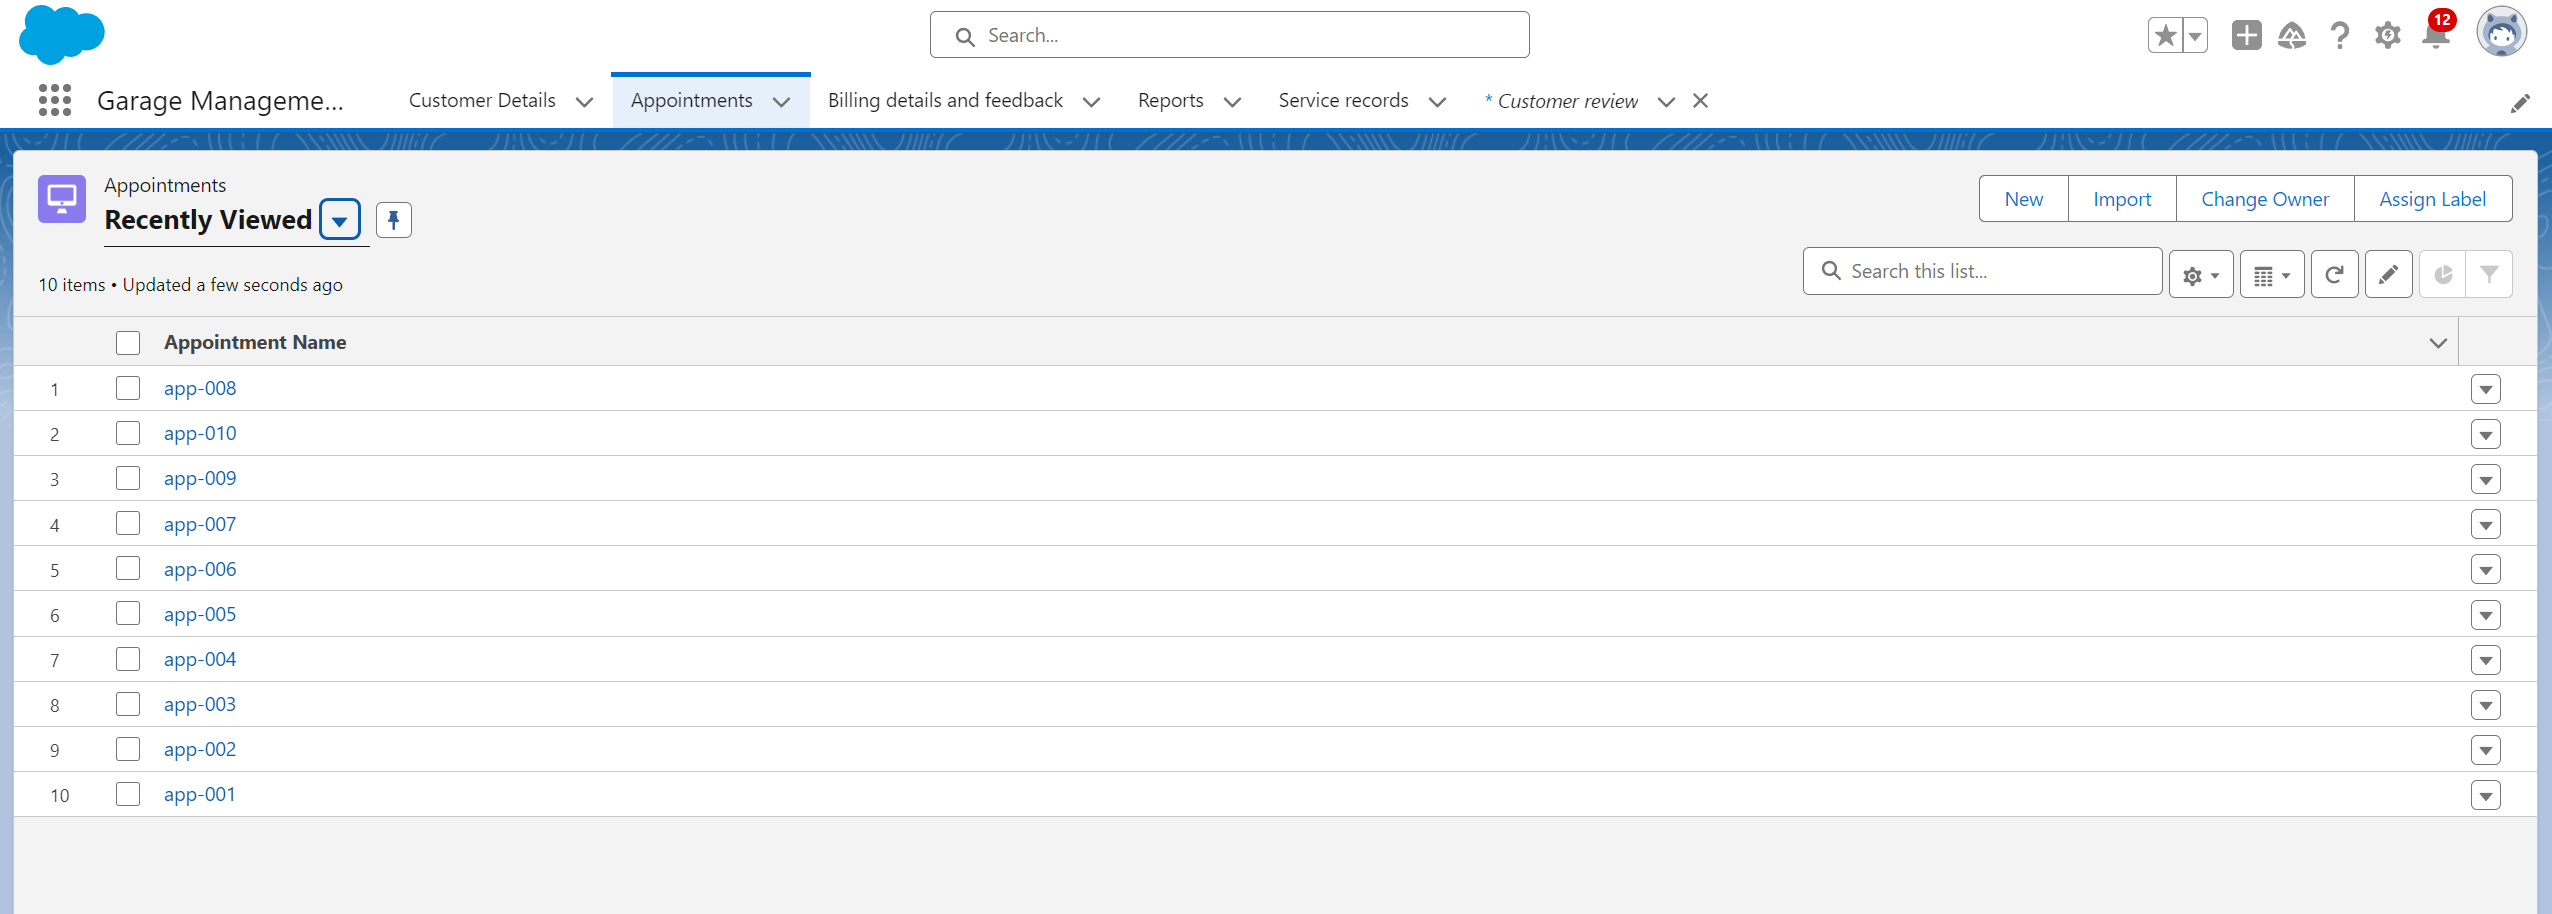 Search...
12
Garage Manageme...
Customer Details
Appointments
Billing details and feedback
Reports
Service records
* Customer review
Appointments
Recently Viewed
New
Import
Change Owner
Assign Label
10 items • Updated a few seconds ago
Search this list...
Appointment Name
1 app-008
2 app-010
3 app-009
4 app-007
5 app-006
6 app-005
7 app-004
8 app-003
9 app-002
10 app-001